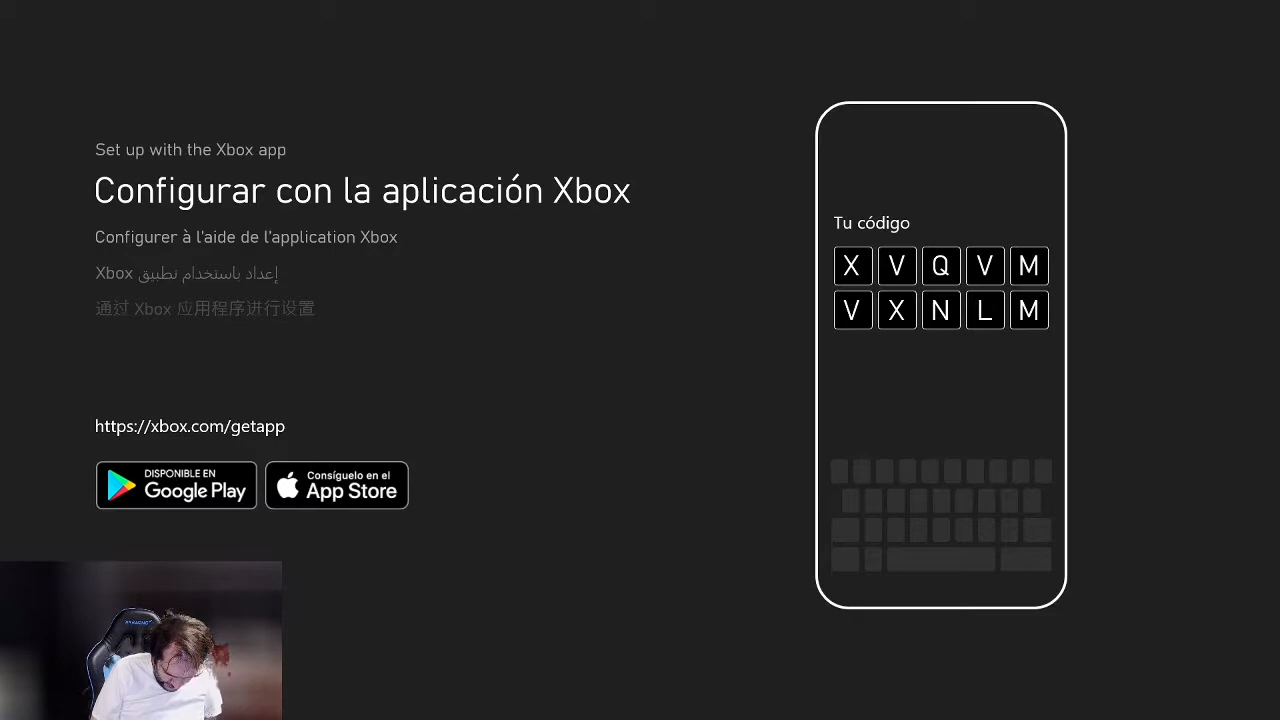 Set up with the Xbox app
Configurar con la aplicación Xbox
Configurer à l'aide de l'application Xbox
إعداد باستخدام تطبيق Xbox
通过 Xbox 应用程序进行设置
https://xbox.com/getapp
DISPONIBLE EN
Google Play
Consíguelo en el
App Store
Tu código
X V Q V M
V X N L M